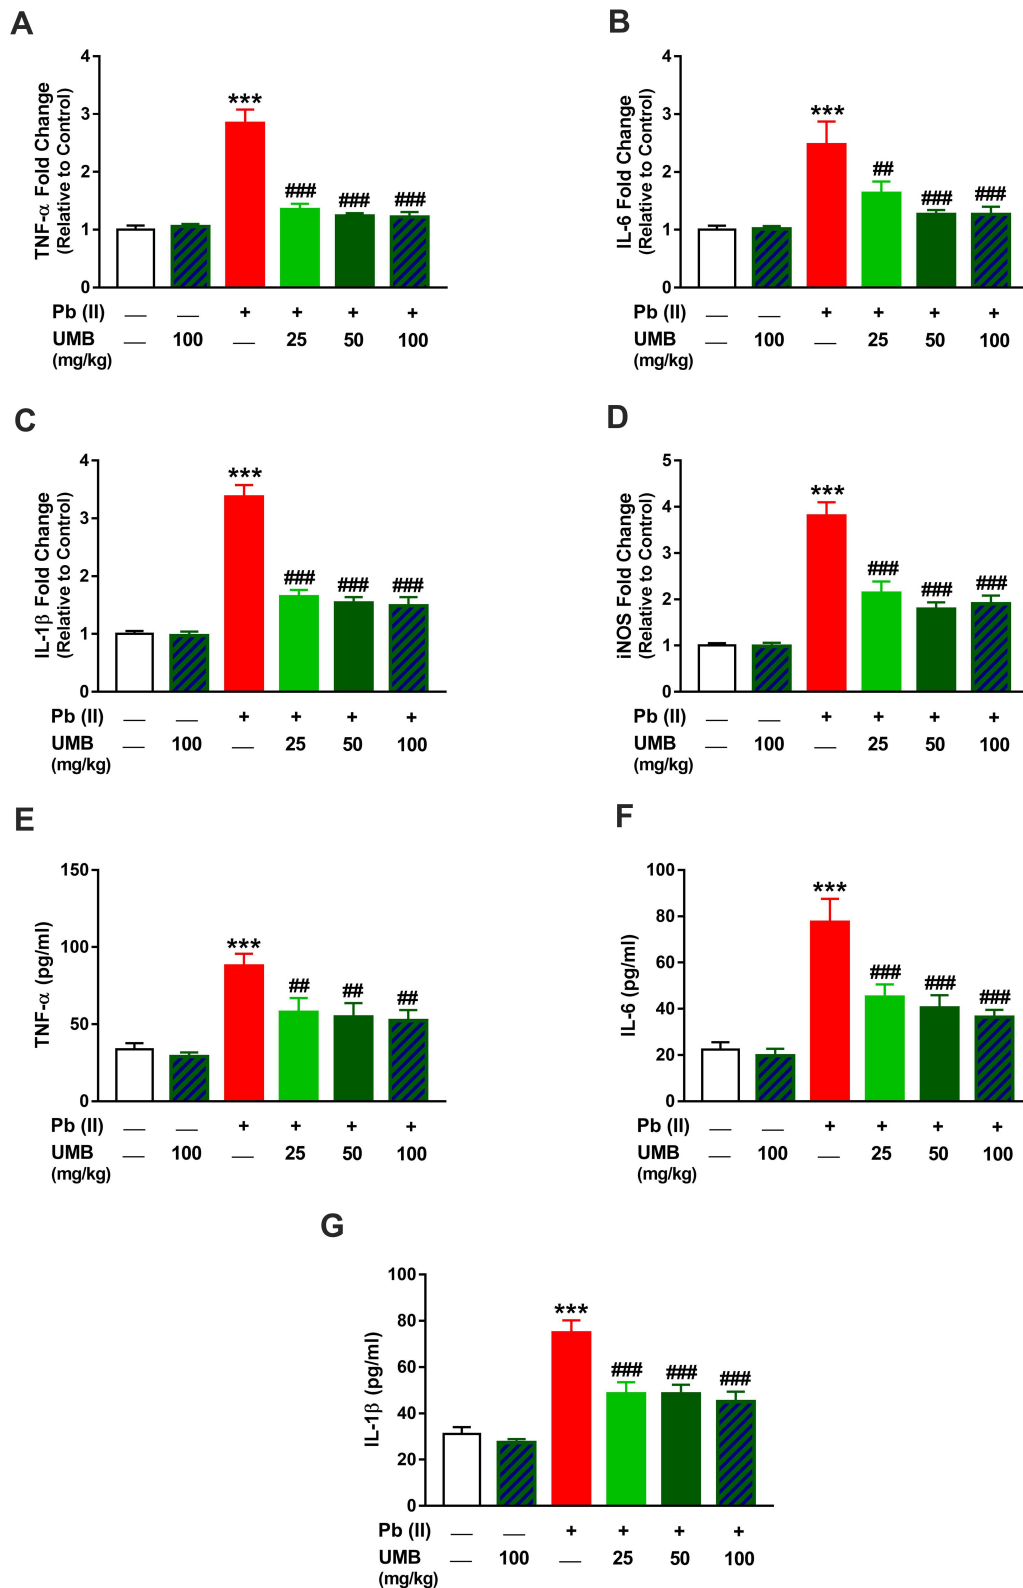 A
TNF-α Fold Change
(Relative to Control)
4
3
2
1
0
***
###
###
###
Pb (II) — — + + + +
UMB — 100 — 25 50 100
(mg/kg)
B
IL-6 Fold Change
(Relative to Control)
4
3
2
1
0
***
##
###
###
Pb (II) — — + + + +
UMB — 100 — 25 50 100
(mg/kg)
C
IL-1β Fold Change
(Relative to Control)
4
3
2
1
0
***
###
###
###
Pb (II) — — + + + +
UMB — 100 — 25 50 100
(mg/kg)
D
iNOS Fold Change
(Relative to Control)
5
4
3
2
1
0
***
###
###
###
Pb (II) — — + + + +
UMB — 100 — 25 50 100
(mg/kg)
E
TNF-α (pg/ml)
150
100
50
0
***
##
##
##
Pb (II) — — + + + +
UMB — 100 — 25 50 100
(mg/kg)
F
IL-6 (pg/ml)
100
80
60
40
20
0
***
###
###
###
Pb (II) — — + + + +
UMB — 100 — 25 50 100
(mg/kg)
G
IL-1β (pg/ml)
100
80
60
40
20
0
***
###
###
###
Pb (II) — — + + + +
UMB — 100 — 25 50 100
(mg/kg)